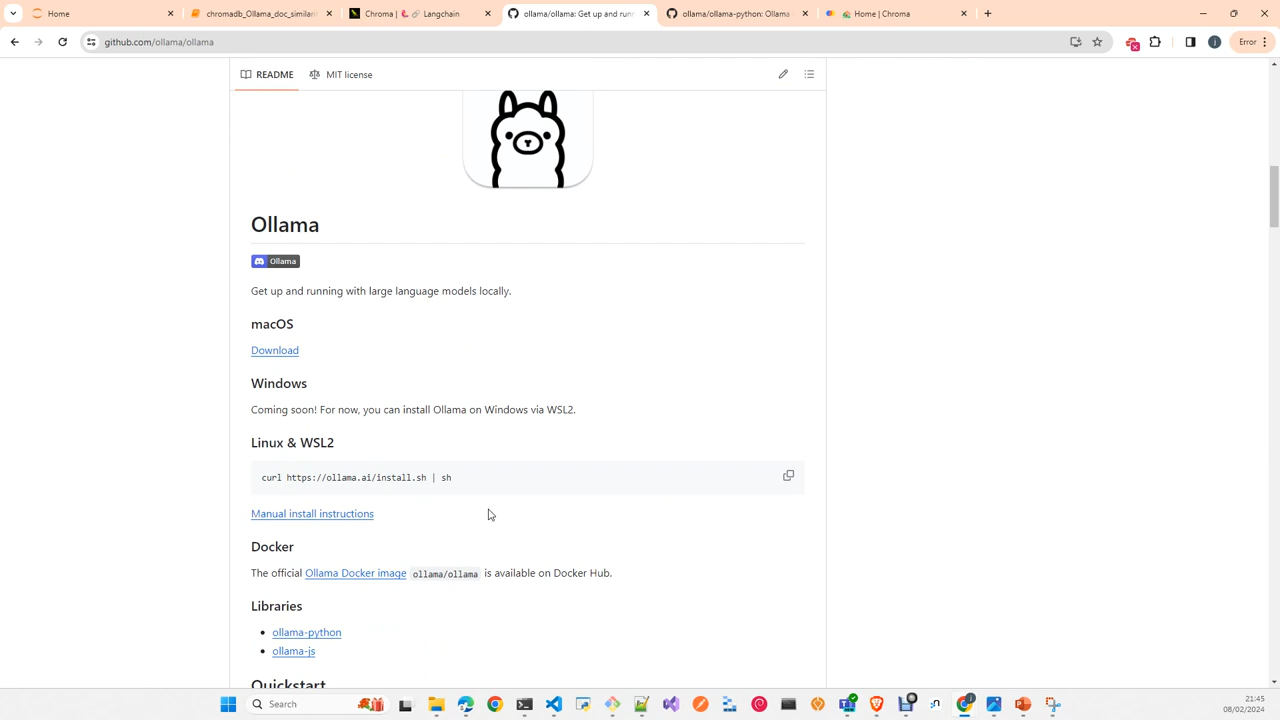 Home
chromadb_Ollama_doc_similari
Chroma | 🦜️🔗 Langchain
ollama/ollama: Get up and runn
ollama/ollama-python: Ollama
Home | Chroma
github.com/ollama/ollama
Error
README
MIT license
Ollama
Ollama
Get up and running with large language models locally.
macOS
Download
Windows
Coming soon! For now, you can install Ollama on Windows via WSL2.
Linux & WSL2
curl https://ollama.ai/install.sh | sh
Manual install instructions
Docker
The official Ollama Docker image ollama/ollama is available on Docker Hub.
Libraries
ollama-python
ollama-js
Quickstart
Search
21:45
08/02/2024